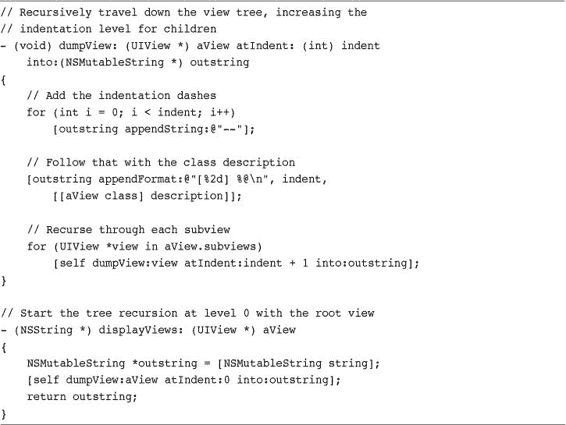 // Recursively travel down the view tree, increasing the
// indentation level for children
- (void) dumpView: (UIView *) aView atIndent: (int) indent
    into:(NSMutableString *) outstring
{
    // Add the indentation dashes
    for (int i = 0; i < indent; i++)
        [outstring appendString:@"--"];

    // Follow that with the class description
    [outstring appendFormat:@"[%2d] %@\n", indent,
        [[aView class] description]];

    // Recurse through each subview
    for (UIView *view in aView.subviews)
        [self dumpView:view atIndent:indent + 1 into:outstring];
}

// Start the tree recursion at level 0 with the root view
- (NSString *) displayViews: (UIView *) aView
{
    NSMutableString *outstring = [NSMutableString string];
    [self dumpView:aView atIndent:0 into:outstring];
    return outstring;
}